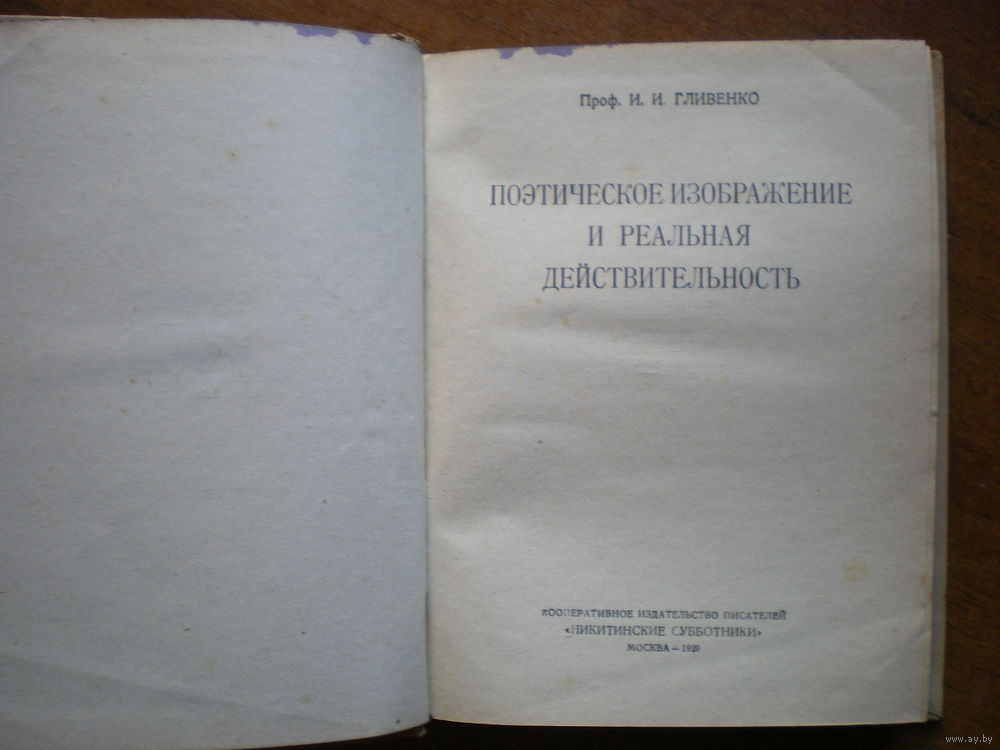 Проф. И. И. ГЛИВЕНКО
ПОЭТИЧЕСКОЕ ИЗОБРАЖЕНИЕ
И РЕАЛЬНАЯ
ДЕЙСТВИТЕЛЬНОСТЬ
КООПЕРАТИВНОЕ ИЗДАТЕЛЬСТВО ПИСАТЕЛЕЙ
«НИКИТИНСКИЕ СУББОТНИКИ»
МОСКВА — 1929
www.ay.by